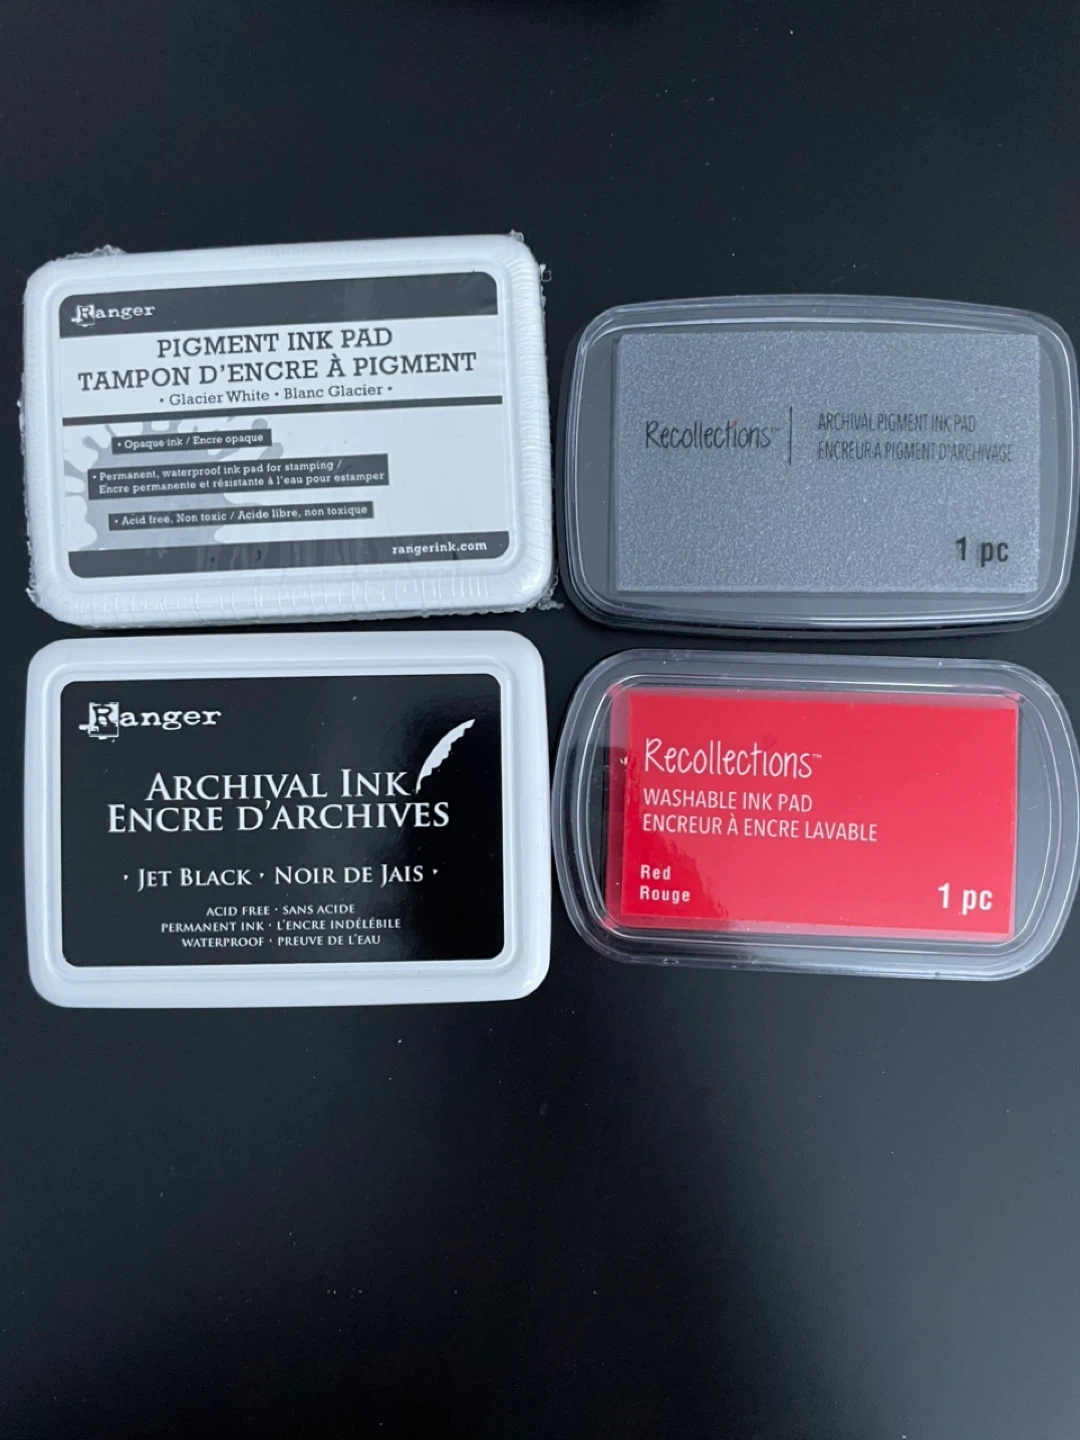 Ranger
PIGMENT INK PAD
TAMPON D'ENCRE À PIGMENT
• Glacier White • Blanc Glacier •
• Opaque ink / Encre opaque
• Permanent, waterproof ink pad for stamping /
Encre permanente et résistante à l'eau pour estamper
• Acid free, Non toxic / Acide libre, non toxique
rangerink.com
Recollections™
ARCHIVAL PIGMENT INK PAD
ENCREUR A PIGMENT D'ARCHIVAGE
1 pc
Ranger
ARCHIVAL INK
ENCRE D'ARCHIVES
• JET BLACK • NOIR DE JAIS •
ACID FREE • SANS ACIDE
PERMANENT INK • L'ENCRE INDÉLÉBILE
WATERPROOF • PREUVE DE L'EAU
Recollections™
WASHABLE INK PAD
ENCREUR À ENCRE LAVABLE
Red
Rouge
1 pc